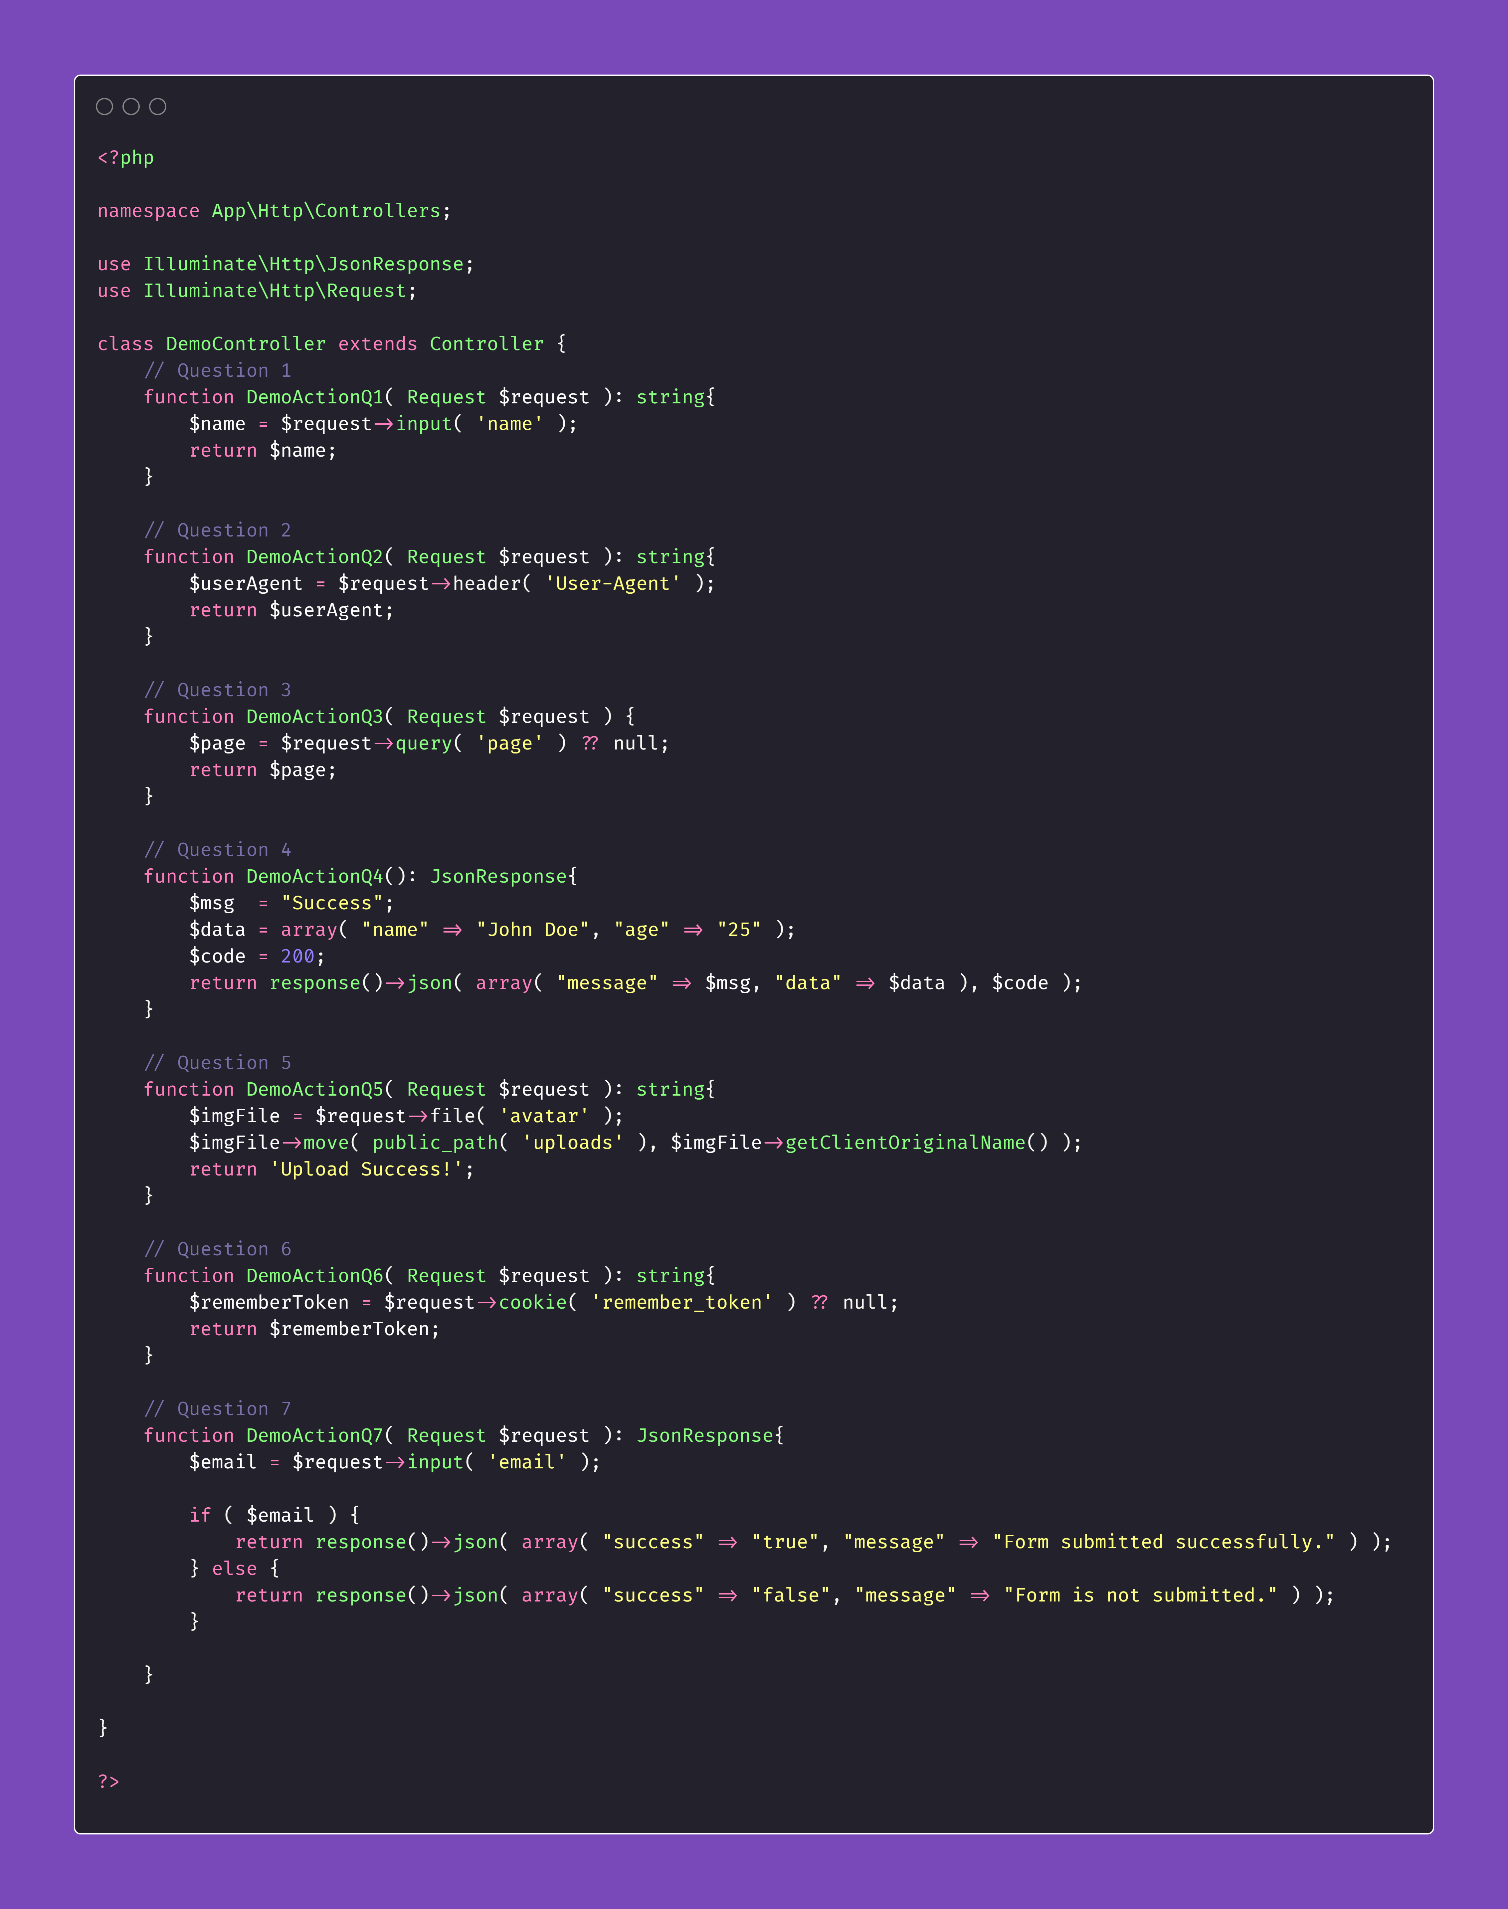 <?php

namespace App\Http\Controllers;

use Illuminate\Http\JsonResponse;
use Illuminate\Http\Request;

class DemoController extends Controller {
    // Question 1
    function DemoActionQ1( Request $request ): string{
        $name = $request->input( 'name' );
        return $name;
    }

    // Question 2
    function DemoActionQ2( Request $request ): string{
        $userAgent = $request->header( 'User-Agent' );
        return $userAgent;
    }

    // Question 3
    function DemoActionQ3( Request $request ) {
        $page = $request->query( 'page' ) ?? null;
        return $page;
    }

    // Question 4
    function DemoActionQ4(): JsonResponse{
        $msg  = "Success";
        $data = array( "name" => "John Doe", "age" => "25" );
        $code = 200;
        return response()->json( array( "message" => $msg, "data" => $data ), $code );
    }

    // Question 5
    function DemoActionQ5( Request $request ): string{
        $imgFile = $request->file( 'avatar' );
        $imgFile->move( public_path( 'uploads' ), $imgFile->getClientOriginalName() );
        return 'Upload Success!';
    }

    // Question 6
    function DemoActionQ6( Request $request ): string{
        $rememberToken = $request->cookie( 'remember_token' ) ?? null;
        return $rememberToken;
    }

    // Question 7
    function DemoActionQ7( Request $request ): JsonResponse{
        $email = $request->input( 'email' );

        if ( $email ) {
            return response()->json( array( "success" => "true", "message" => "Form submitted successfully." ) );
        } else {
            return response()->json( array( "success" => "false", "message" => "Form is not submitted." ) );
        }

    }

}

?>